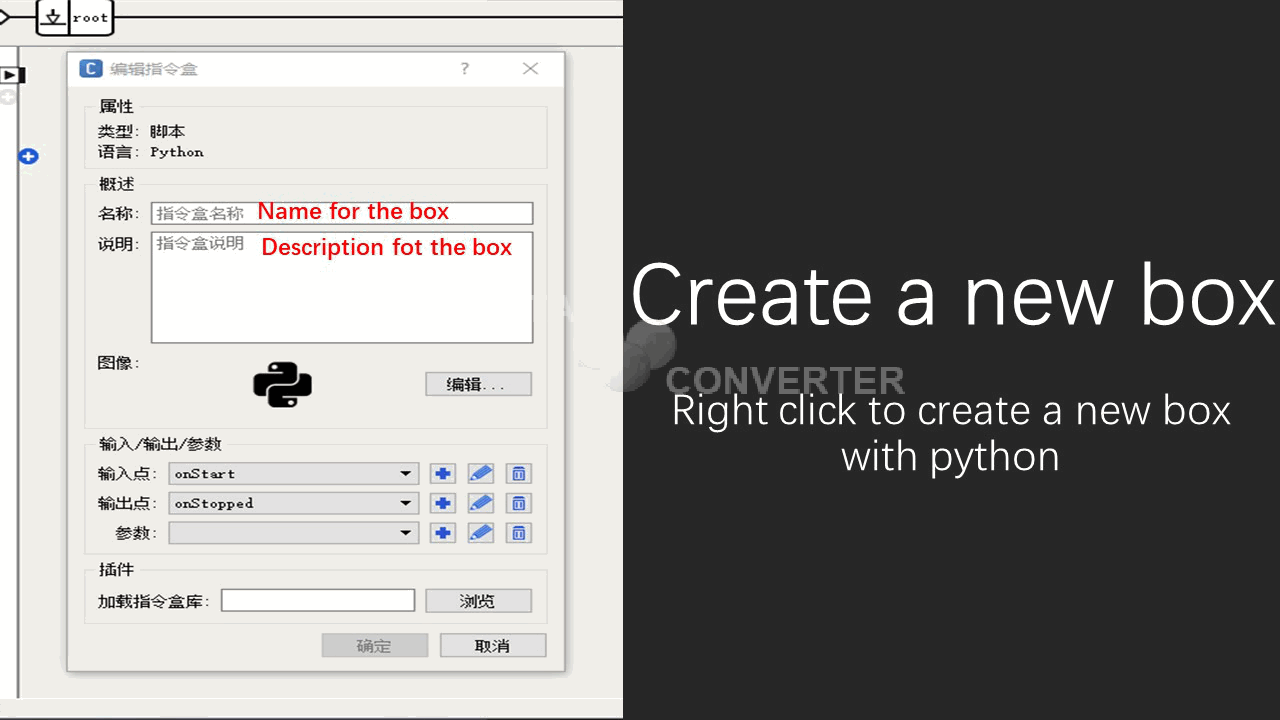 root
编辑指令盒
?
属性
类型: 脚本
语言: Python
概述
名称: 指令盒名称 Name for the box
说明: 指令盒说明 Description fot the box
图像:
编辑...
输入/输出/参数
输入点: onStart
输出点: onStopped
参数:
插件
加载指令盒库: 浏览
确定 取消
Create a new box
CONVERTER
Right click to create a new box
with python